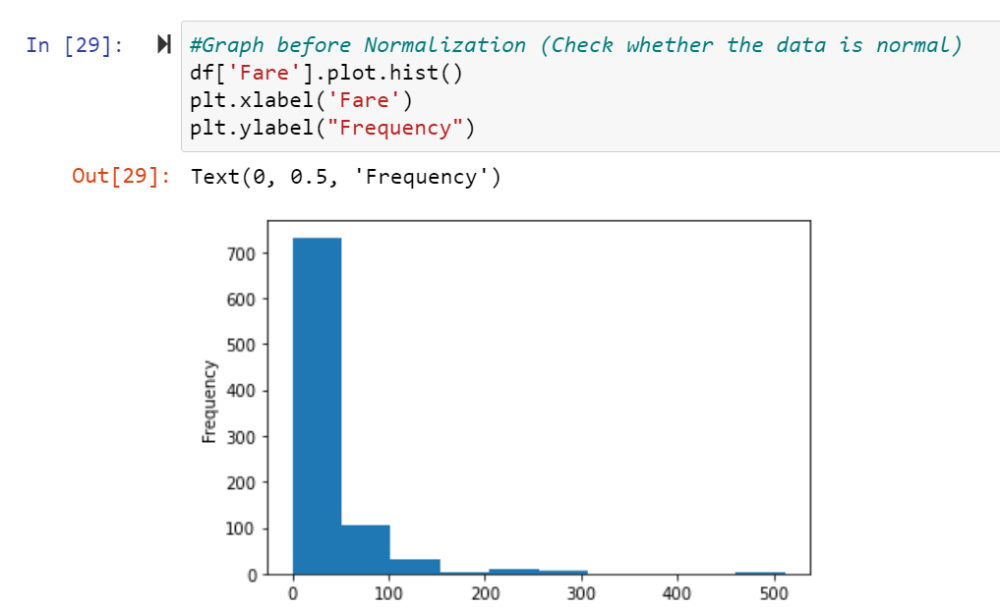 In [29]:
#Graph before Normalization (Check whether the data is normal)
df['Fare'].plot.hist()
plt.xlabel('Fare')
plt.ylabel("Frequency")
Out[29]: Text(0, 0.5, 'Frequency')
700
600
500
400
300
200
100
0
Frequency
0 100 200 300 400 500